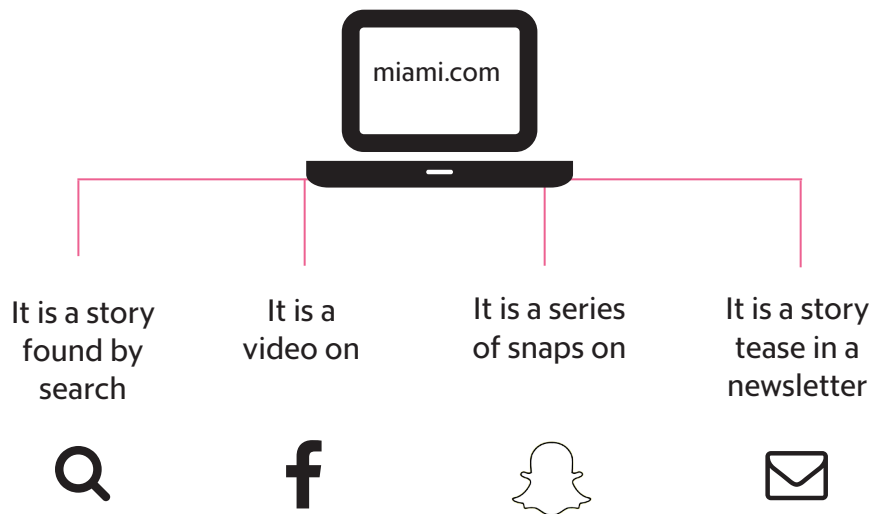 miami.com
It is a story
found by
search
It is a
video on
It is a series
of snaps on
It is a story
tease in a
newsletter